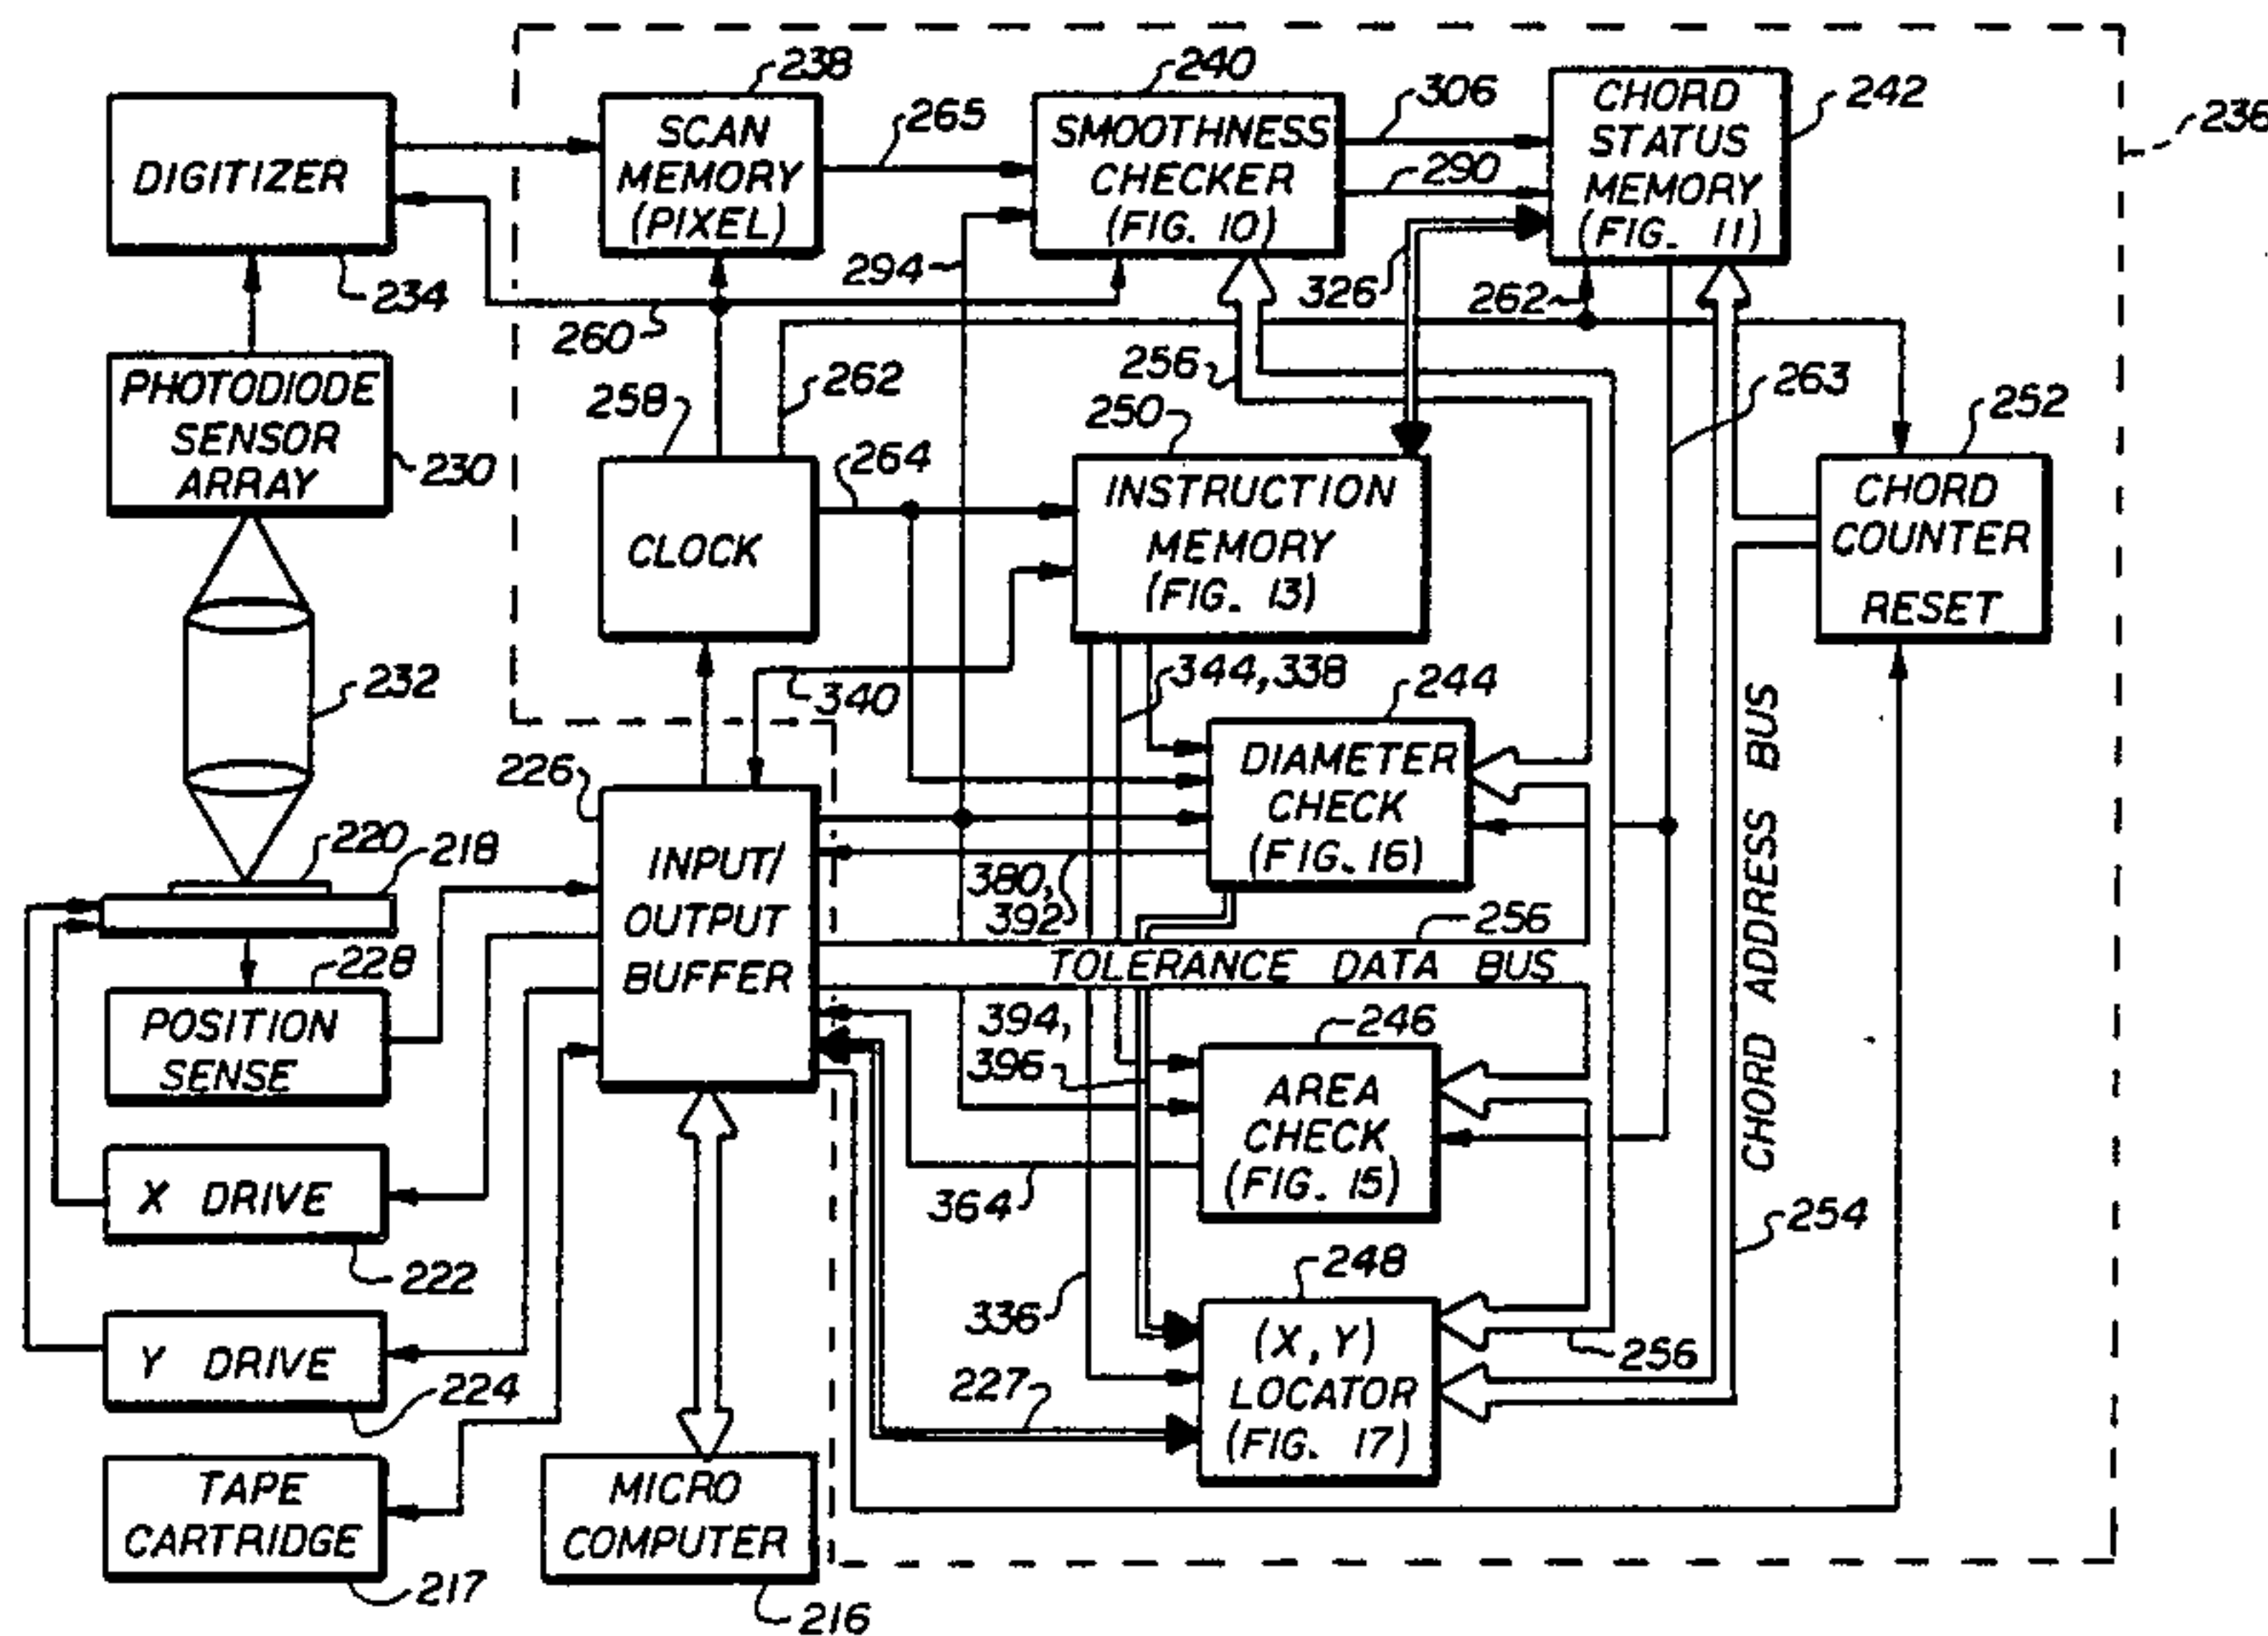 238
240
306
242
236
DIGITIZER
234
SCAN
MEMORY
(PIXEL)
265
SMOOTHNESS
CHECKER
(FIG. 10)
290
CHORD
STATUS
MEMORY
(FIG. 11)
294
326
262
260
PHOTODIODE
SENSOR
ARRAY
230
258
262
256
250
263
252
264
CLOCK
INSTRUCTION
MEMORY
(FIG. 13)
CHORD
COUNTER
RESET
232
340
344,338
244
226
220
218
INPUT/
OUTPUT
BUFFER
DIAMETER
CHECK
(FIG. 16)
380,
392
256
TOLERANCE DATA BUS
CHORD ADDRESS BUS
228
POSITION
SENSE
394,
396
246
AREA
CHECK
(FIG. 15)
364
254
X DRIVE
222
336
248
(X,Y)
LOCATOR
(FIG. 17)
256
227
Y DRIVE
224
TAPE
CARTRIDGE
217
MICRO
COMPUTER
216